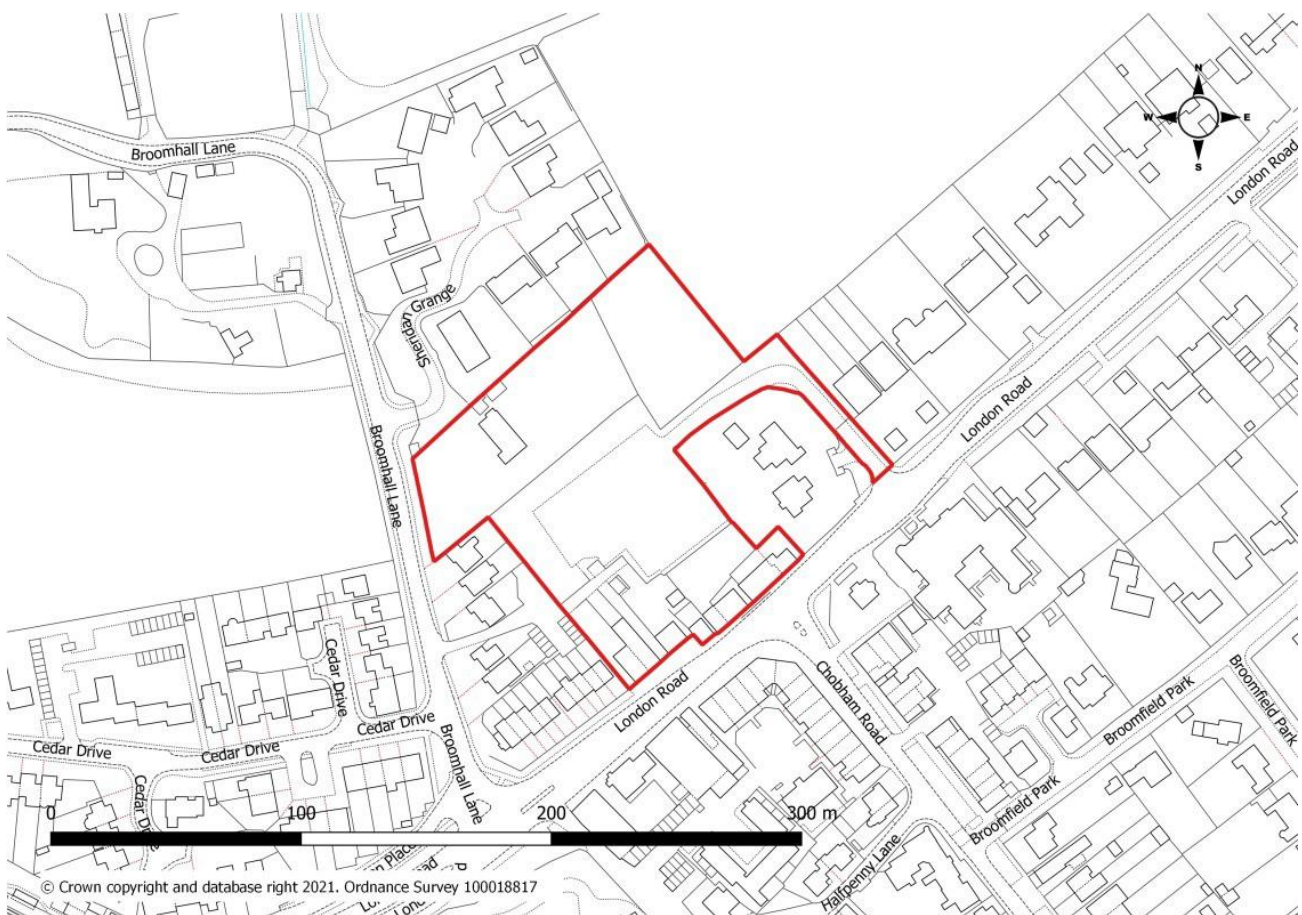 N
W E
S
London Road
Broomhall Lane
Sheridan Grange
London Road
Broomhall Lane
Chobham Road
London Road
Broomfield Park
Broomfield Park
Cedar Drive
Cedar Drive
Cedar Drive
Cedar Drive
Broomhall Lane
Broomfield Park
Halfpenny Lane
0 100 200 300 m
© Crown copyright and database right 2021. Ordnance Survey 100018817